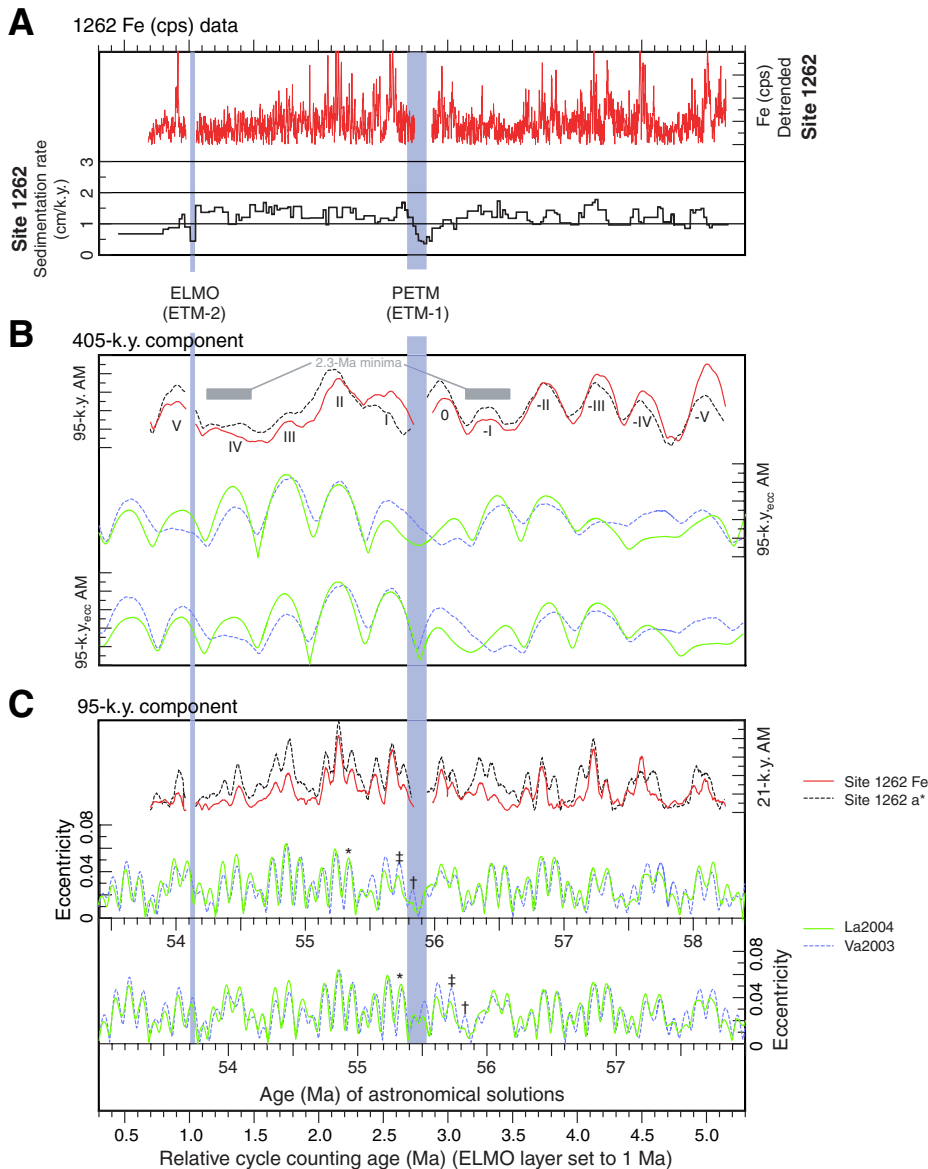 A
1262 Fe (cps) data
Fe (cps)
Detrended
Site 1262
Site 1262
Sedimentation rate
(cm/k.y.)
3
2
1
0
ELMO
(ETM-2)
PETM
(ETM-1)
B
405-k.y. component
2.3-Ma minima
95-k.y. AM
V
IV
III
II
I
0
-I
-II
-III
-IV
-V
95-k.y.ecc AM
95-k.y.ecc AM
C
95-k.y. component
21-k.y. AM
Site 1262 Fe
Site 1262 a*
Eccentricity
0.08
0.04
0
* ‡ †
54 55 56 57 58
La2004
Va2003
0.08
0.04
0
Eccentricity
* ‡ †
54 55 56 57
Age (Ma) of astronomical solutions
0.5 1.0 1.5 2.0 2.5 3.0 3.5 4.0 4.5 5.0
Relative cycle counting age (Ma) (ELMO layer set to 1 Ma)